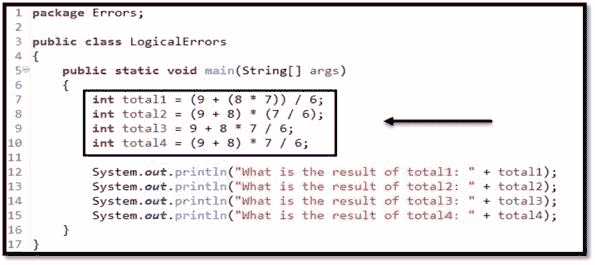 1 package Errors;
2
3 public class LogicalErrors
4 {
5 public static void main(String[] args)
6 {
7 int total1 = (9 + (8 * 7)) / 6;
8 int total2 = (9 + 8) * (7 / 6);
9 int total3 = 9 + 8 * 7 / 6;
10 int total4 = (9 + 8) * 7 / 6;
11
12 System.out.println("What is the result of total1: " + total1);
13 System.out.println("What is the result of total2: " + total2);
14 System.out.println("What is the result of total3: " + total3);
15 System.out.println("What is the result of total4: " + total4);
16 }
17 }